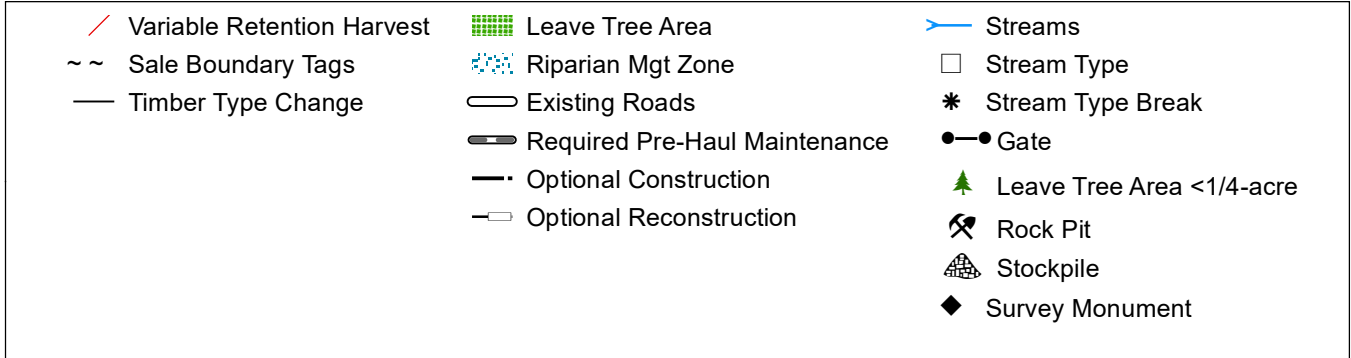 Variable Retention Harvest
Sale Boundary Tags
Timber Type Change
Leave Tree Area
Riparian Mgt Zone
Existing Roads
Required Pre-Haul Maintenance
Optional Construction
Optional Reconstruction
Streams
Stream Type
Stream Type Break
Gate
Leave Tree Area <1/4-acre
Rock Pit
Stockpile
Survey Monument